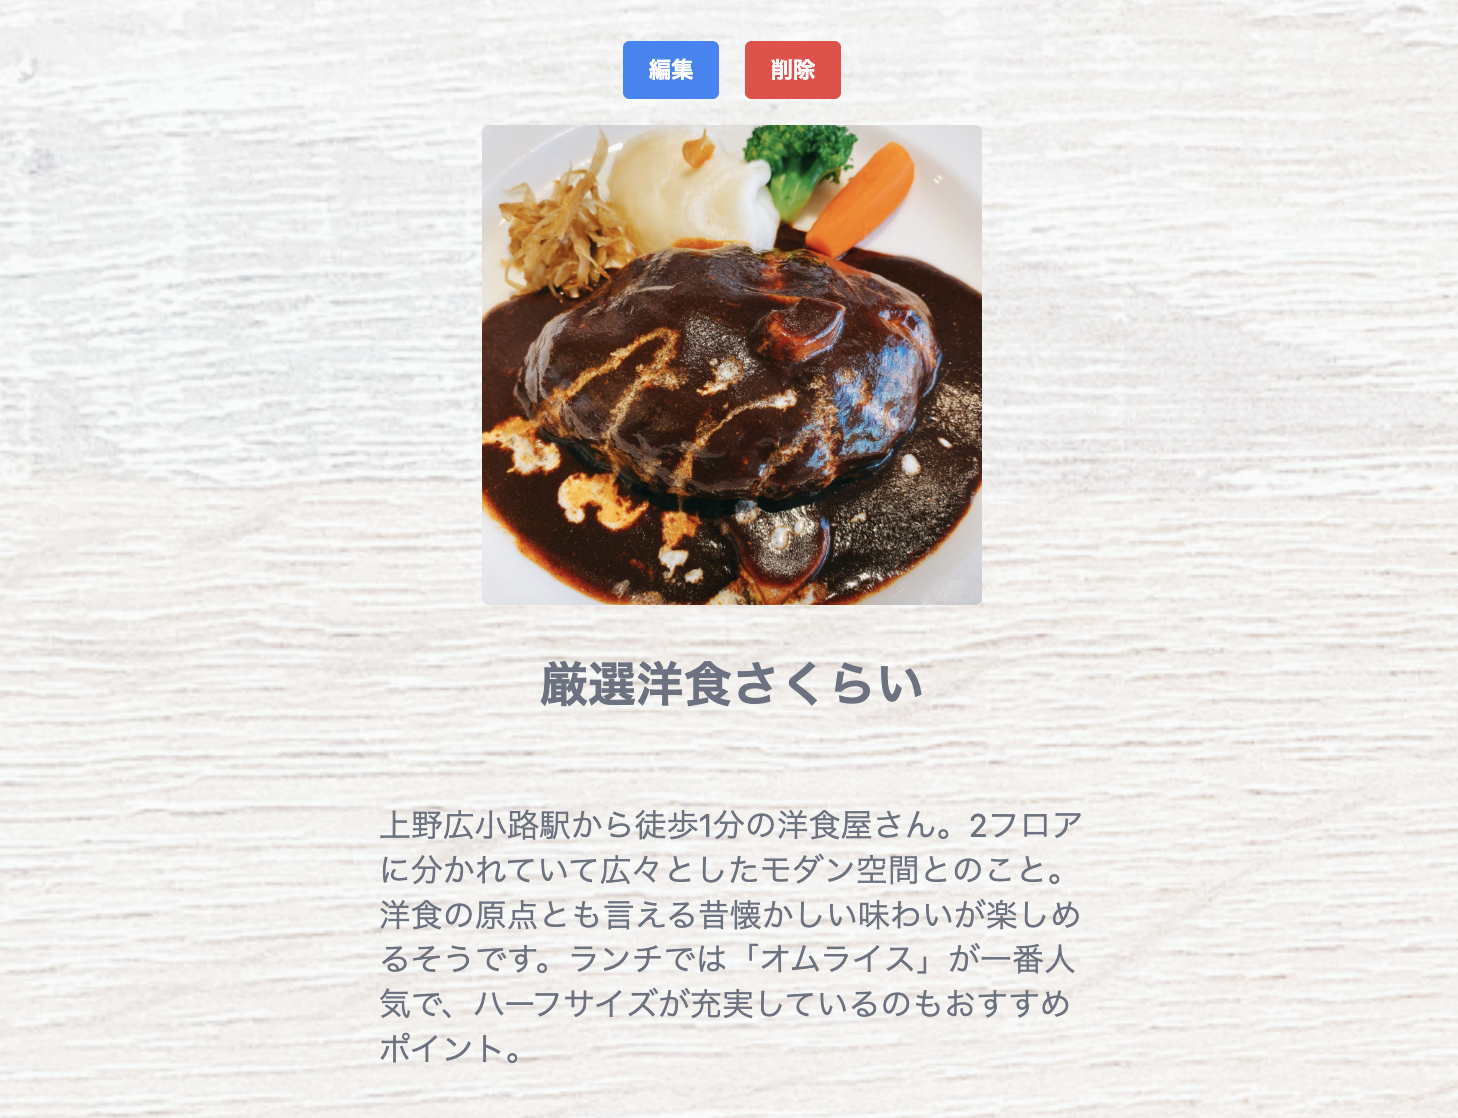 編集 削除
厳選洋食さくらい
上野広小路駅から徒歩1分の洋食屋さん。2フロア
に分かれていて広々としたモダン空間とのこと。
洋食の原点とも言える昔懐かしい味わいが楽しめ
るそうです。ランチでは「オムライス」が一番人
気で、ハーフサイズが充実しているのもおすすめ
ポイント。